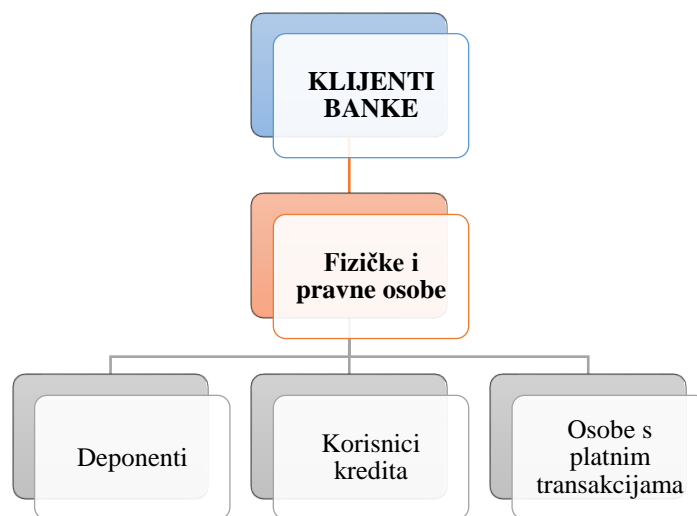 KLIJENTI
BANKE
Fizičke i
pravne osobe
Deponenti
Korisnici
kredita
Osobe s
platnim
transakcijama